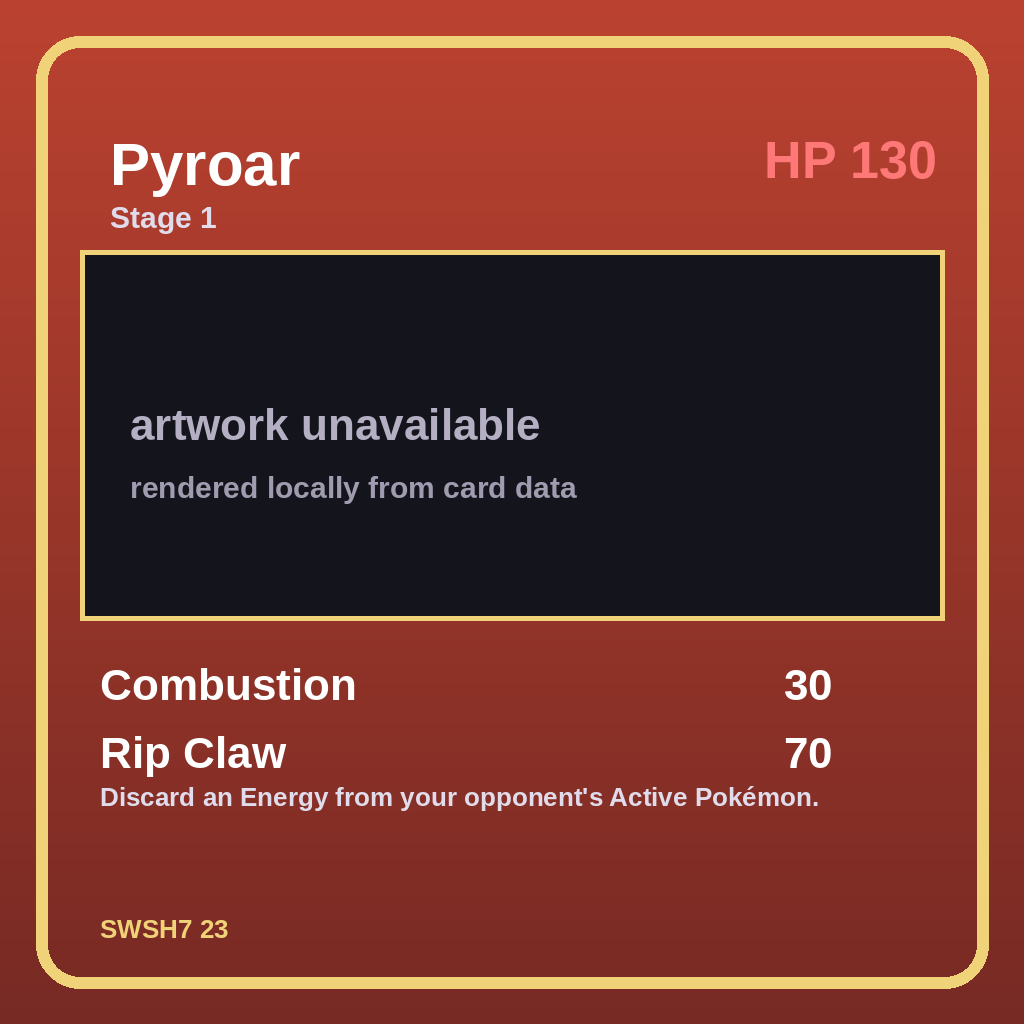 Pyroar
HP 130
Stage 1
artwork unavailable
rendered locally from card data
Combustion 30
Rip Claw 70
Discard an Energy from your opponent's Active Pokémon.
SWSH7 23